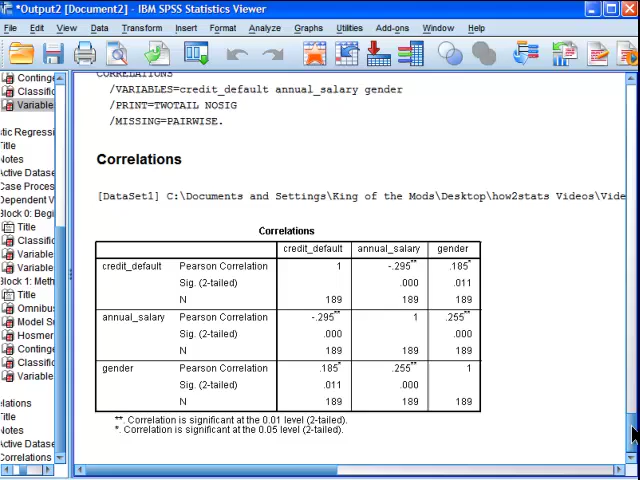 *Output2 [Document2] - IBM SPSS Statistics Viewer
File Edit View Data Transform Insert Format Analyze Graphs Utilities Add-ons Window Help
Continge
Classific
Variable
tic Regressi
Title
Notes
Active Datase
Case Proces
Dependent V
Block 0: Begi
Title
Classific
Variable
Variable
Block 1: Meth
Title
Omnibus
Model Su
Hosmer
Continge
Classific
Variable
lations
Title
Notes
Active Datase
Correlations
CORRELATIONS
/VARIABLES=credit_default annual_salary gender
/PRINT=TWOTAIL NOSIG
/MISSING=PAIRWISE.
Correlations
[DataSet1] C:\Documents and Settings\King of the Mods\Desktop\how2stats Videos\Vide
Correlations
credit_default annual_salary gender
credit_default Pearson Correlation 1 -.295** .185*
Sig. (2-tailed) .000 .011
N 189 189 189
annual_salary Pearson Correlation -.295** 1 .255**
Sig. (2-tailed) .000 .000
N 189 189 189
gender Pearson Correlation .185* .255** 1
Sig. (2-tailed) .011 .000
N 189 189 189
**. Correlation is significant at the 0.01 level (2-tailed).
*. Correlation is significant at the 0.05 level (2-tailed).